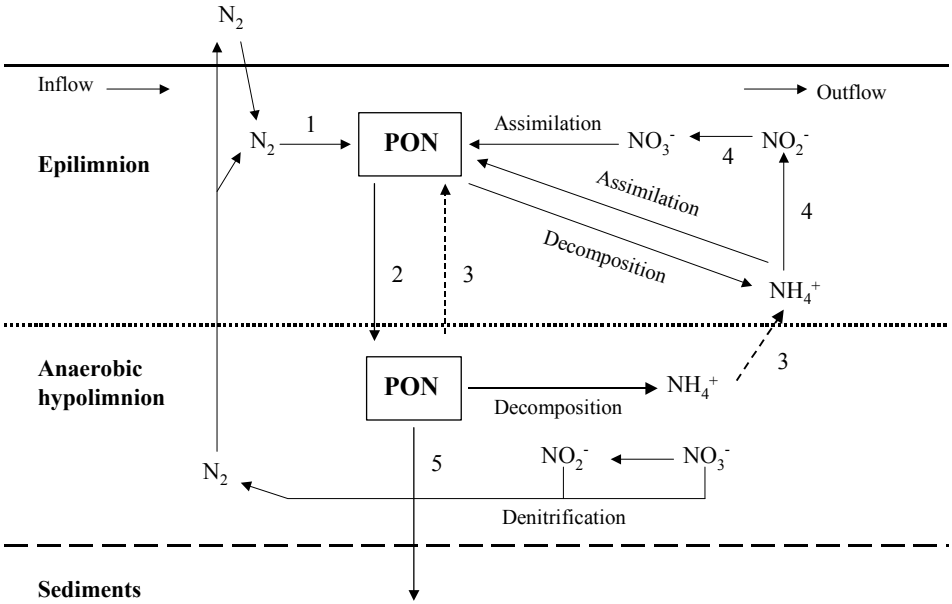 N₂
Inflow
Outflow
N₂
1
PON
Assimilation
NO₃⁻
4
NO₂⁻
Epilimnion
Assimilation
4
Decomposition
2
3
NH₄⁺
Anaerobic
hypolimnion
PON
Decomposition
NH₄⁺
3
N₂
5
NO₂⁻
NO₃⁻
Denitrification
Sediments